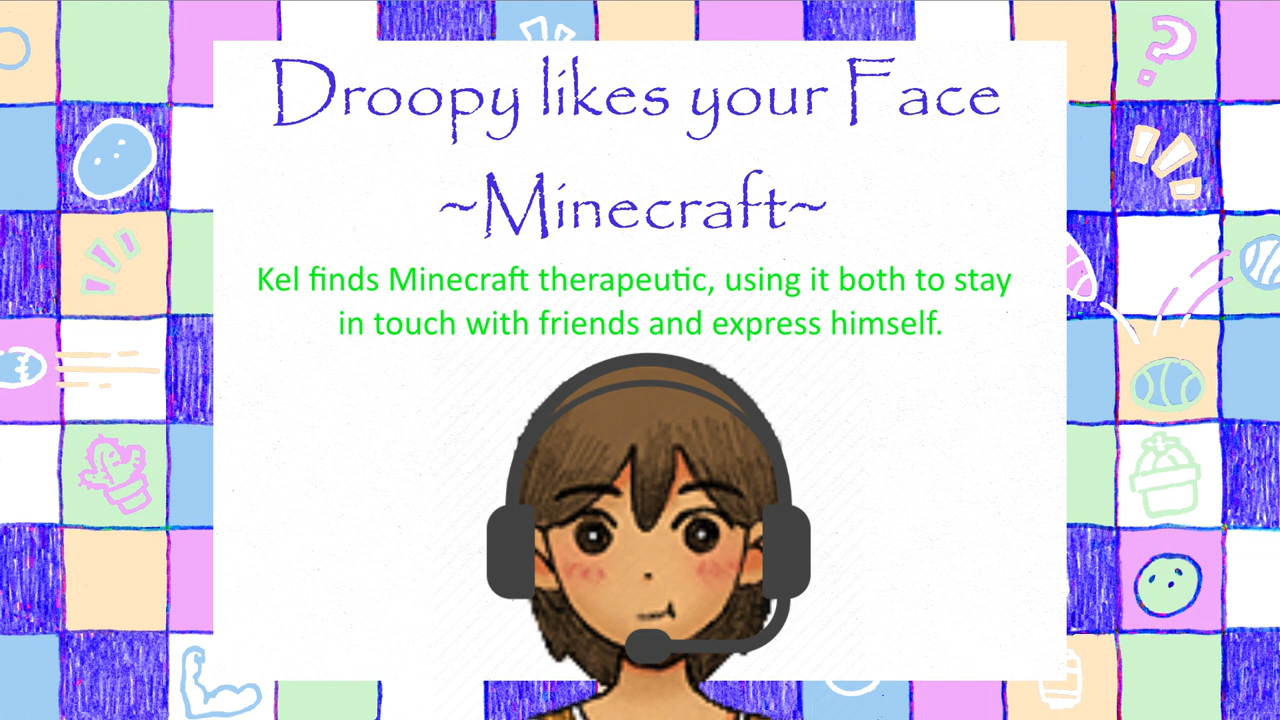 Droopy likes your Face
~Minecraft~
Kel finds Minecraft therapeutic, using it both to stay
in touch with friends and express himself.
?